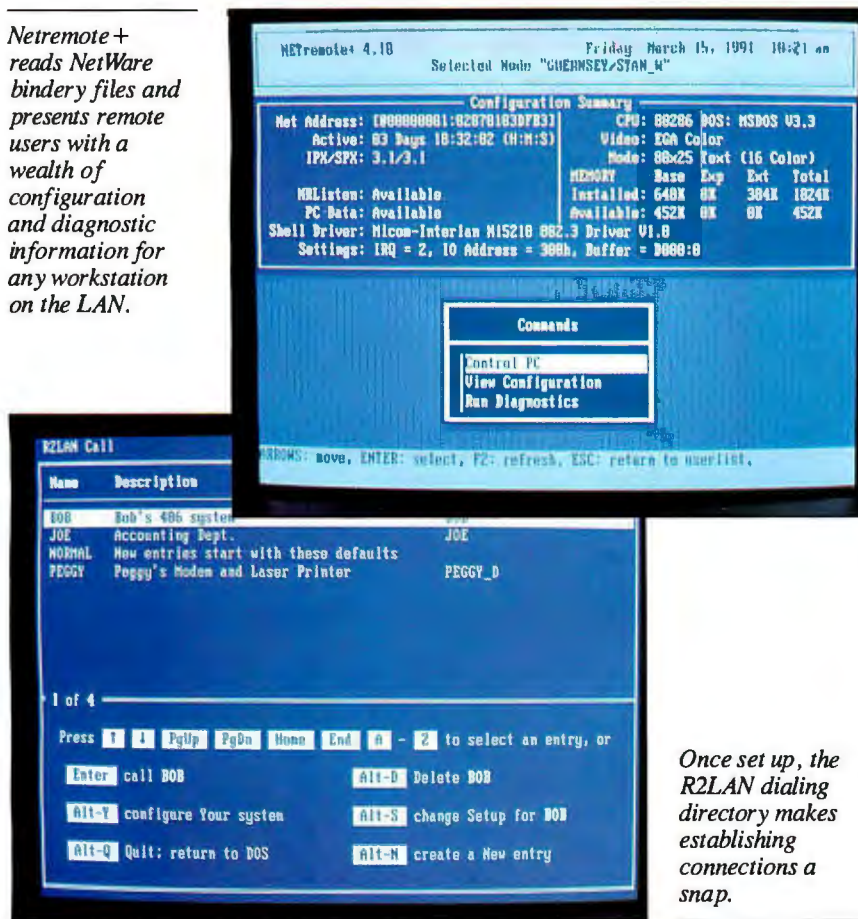 Netremote+
reads NetWare
bindery files and
presents remote
users with a
wealth of
configuration
and diagnostic
information for
any workstation
on the LAN.
NETremote+ 4.10 Friday March 15, 1991 10:21 am
Selected Node "GUERNSEY/STAN_W"
Configuration Summary
Net Address: CPU: 80286 DOS: MSDOS V3.3
Active: 03 Days 18:32:02 (H:M:S) Video: EGA Color
IPX/SPX: 3.1/3.1 Mode: 80x25 Text (16 Color)
MEMORY Base Exp Ext Total
NBListen: Available Installed: 640K 0K 384K 1024K
PC Data: Available Available: 452K 0K 0K 452K
Shell Driver: Micom-Interlan NI5210 802.3 Driver V1.0
Settings: IRQ = 2, IO Address = 300h, Buffer = D000:0
Commands
Control PC
View Configuration
Run Diagnostics
ARROWS: move, ENTER: select, F2: refresh, ESC: return to userlist.
R2LAN Call
Name Description
BOB Bob's 486 system BOB
JOE Accounting Dept. JOE
NORMAL New entries start with these defaults
PEGGY Peggy's Modem and Laser Printer PEGGY_D
1 of 4
Press ↑ ↓ PgUp PgDn Home End A - Z to select an entry, or
Enter call BOB Alt-D Delete BOB
Alt-Y configure Your system Alt-S change Setup for BOB
Alt-Q Quit: return to DOS Alt-N create a New entry
Once set up, the
R2LAN dialing
directory makes
establishing
connections a
snap.